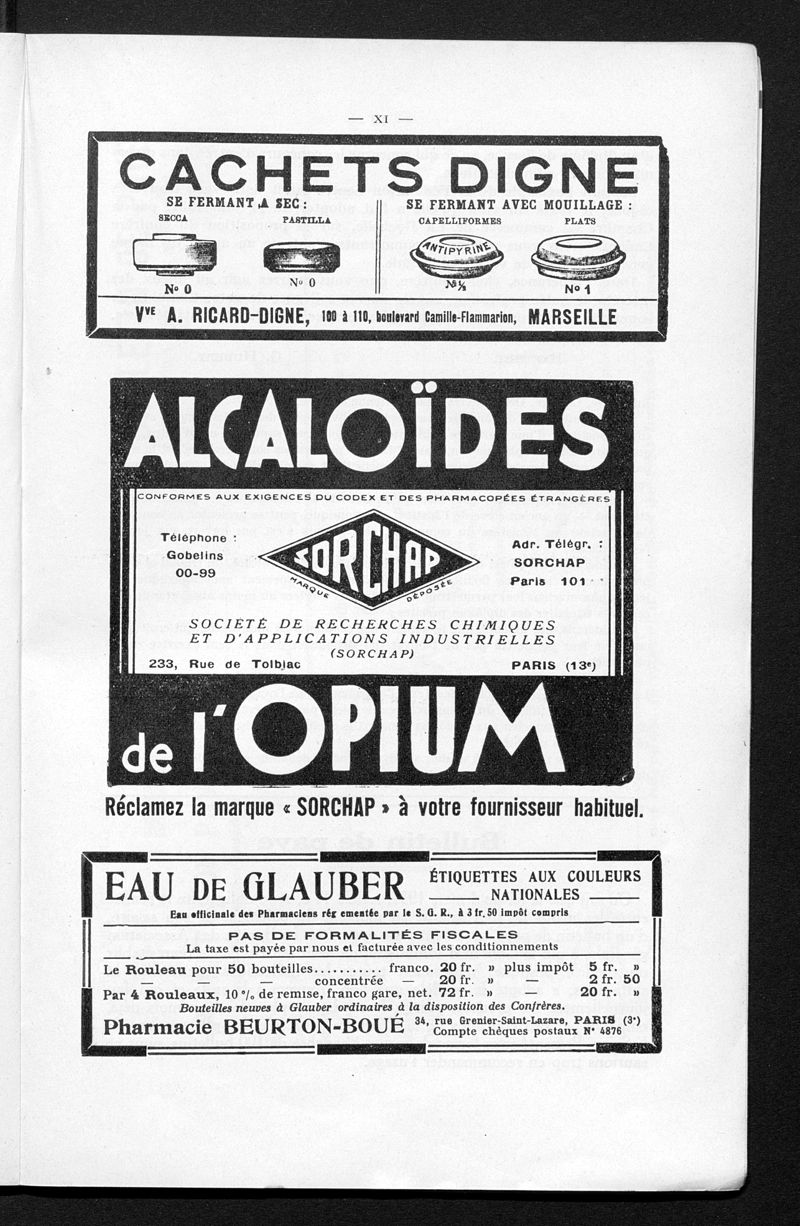 — XI —
CACHETS DIGNE
SE FERMANT A SEC :
SECCA PASTILLA
Nº 0 Nº 0
SE FERMANT AVEC MOUILLAGE :
CAPELLIFORMES PLATS
ANTIPYRINE
Nº ½ Nº 1
Vᵛᴱ A. RICARD-DIGNE, 100 à 110, boulevard Camille-Flammarion, MARSEILLE
ALCALOÏDES
CONFORMES AUX EXIGENCES DU CODEX ET DES PHARMACOPÉES ÉTRANGÈRES
Téléphone :
Gobelins
00-99
SORCHAP
MARQUE DÉPOSÉE
Adr. Télégr. :
SORCHAP
Paris 101
SOCIÉTÉ DE RECHERCHES CHIMIQUES
ET D'APPLICATIONS INDUSTRIELLES
(SORCHAP)
233, Rue de Tolbiac PARIS (13ᵉ)
de l'OPIUM
Réclamez la marque « SORCHAP » à votre fournisseur habituel.
EAU DE GLAUBER
ÉTIQUETTES AUX COULEURS
NATIONALES
Eau officinale des Pharmaciens rég ementée par le S. G. R., à 3 fr. 50 impôt compris
PAS DE FORMALITÉS FISCALES
La taxe est payée par nous et facturée avec les conditionnements
Le Rouleau pour 50 bouteilles........... franco. 20 fr. » plus impôt 5 fr. »
— — — concentrée — 20 fr. » — 2 fr. 50
Par 4 Rouleaux, 10 % de remise, franco gare, net. 72 fr. » — 20 fr. »
Bouteilles neuves à Glauber ordinaires à la disposition des Confrères.
Pharmacie BEURTON-BOUÉ
34, rue Grenier-Saint-Lazare, PARIS (3ᵉ)
Compte chèques postaux N° 4876